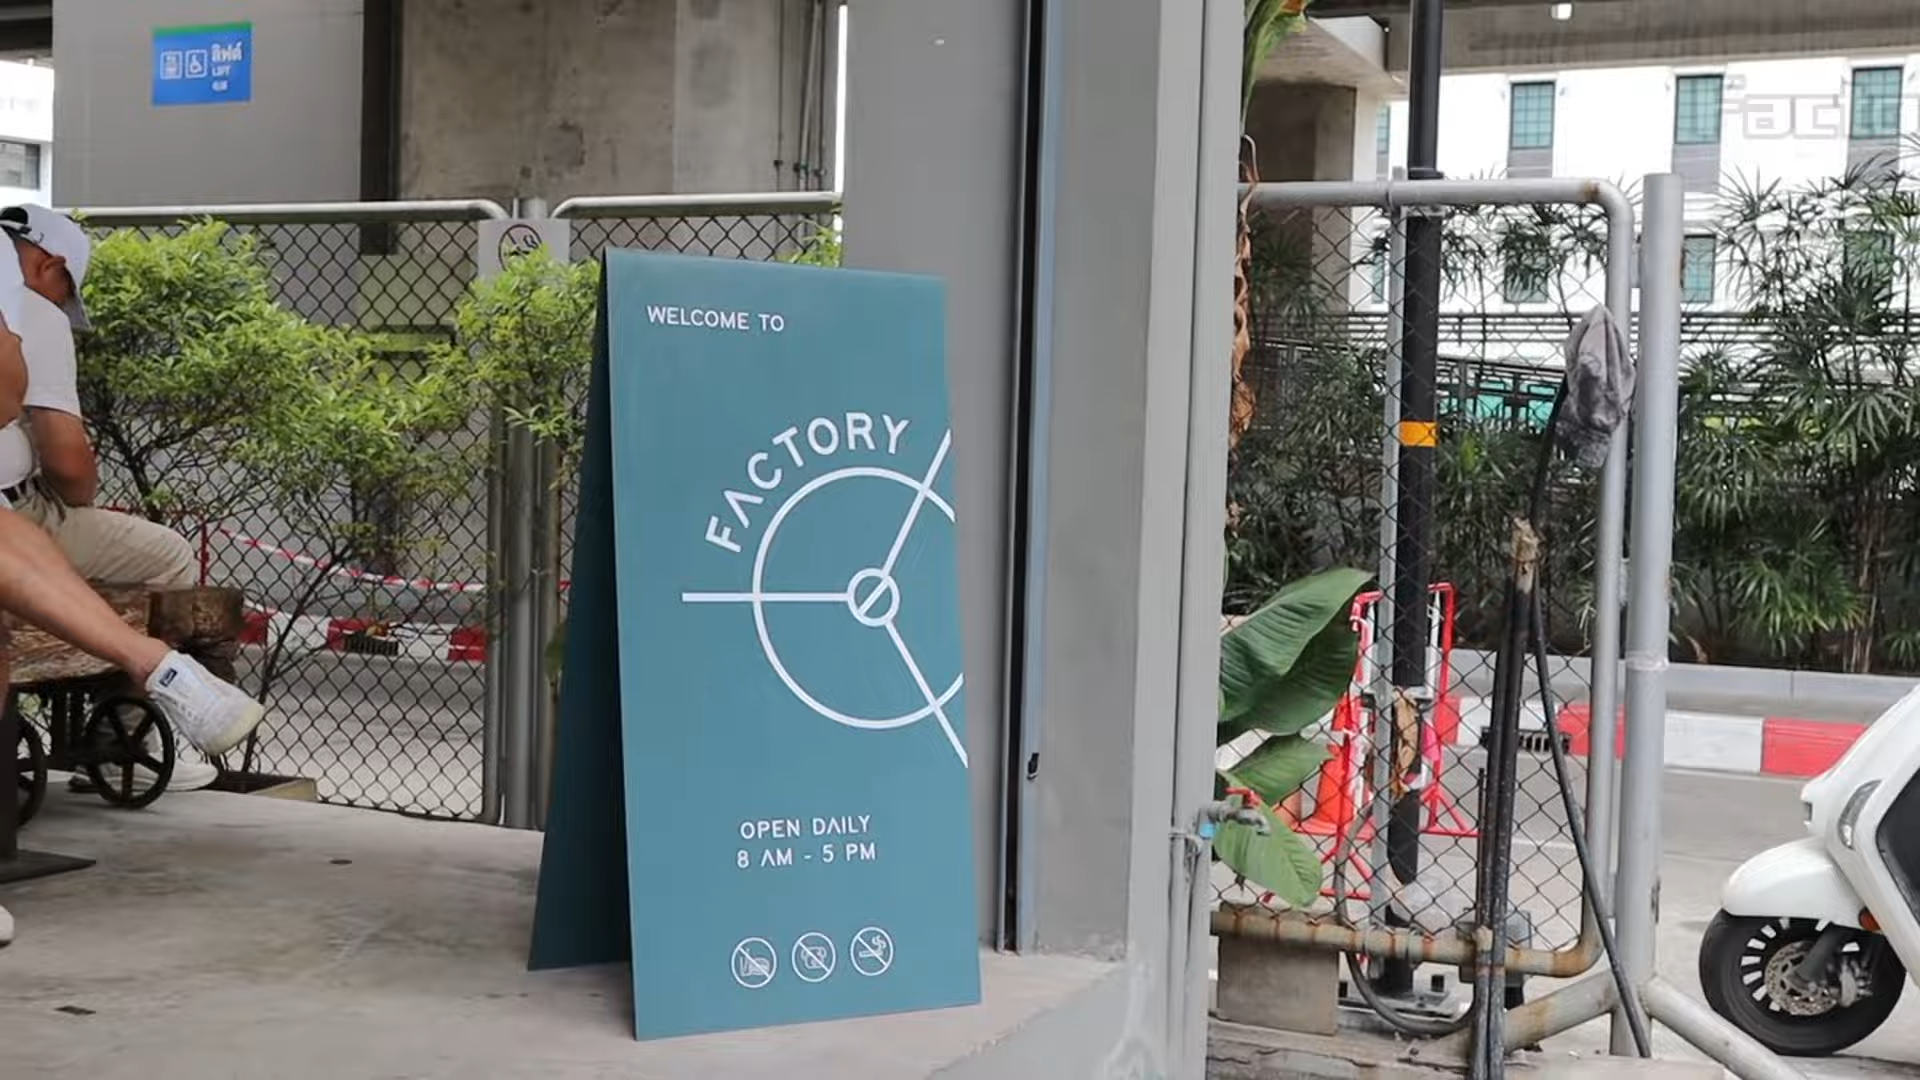 ลิฟต์
LIFT
WELCOME TO
FACTORY
OPEN DAILY
8 AM - 5 PM